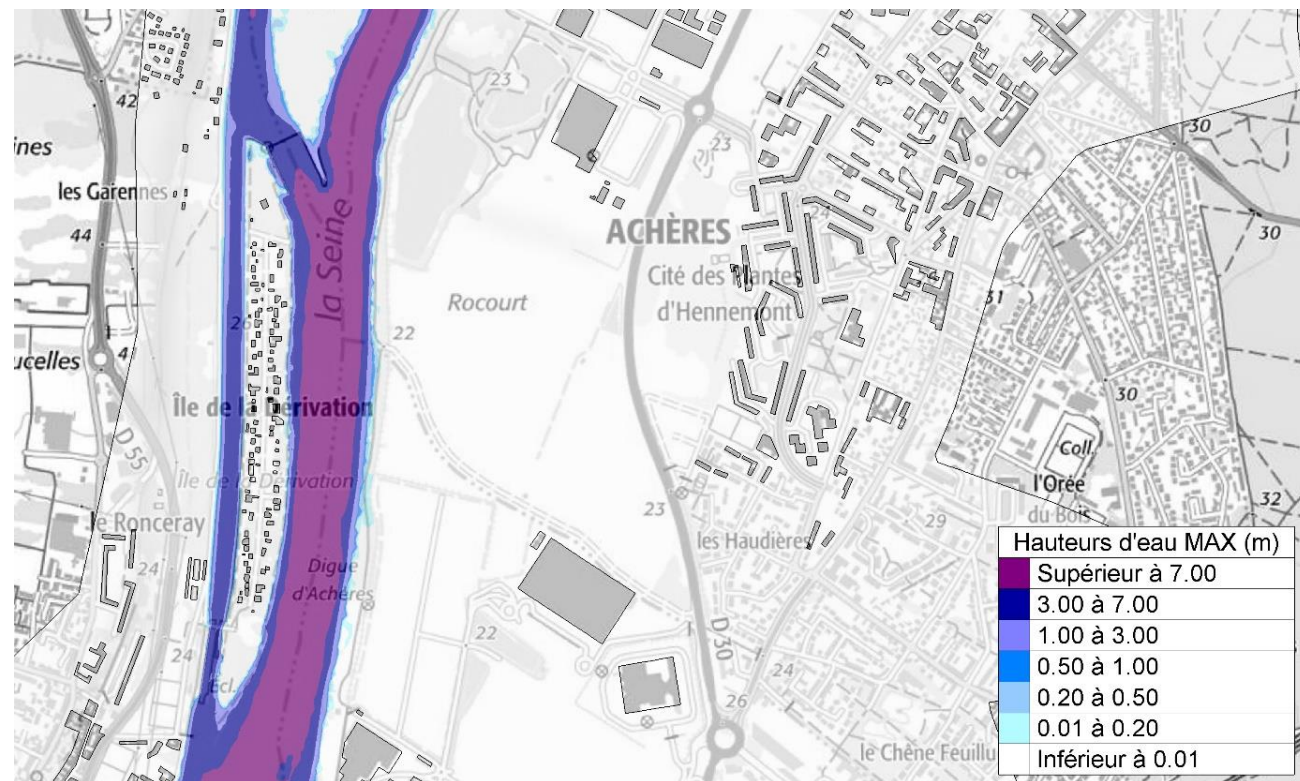 42
ines
les Garennes
44
ucelles
41
D 55
26
la Seine
Île de la Dérivation
Île de la Dérivation
le Ronceray
24
24
Ecl.
Digue
d'Achères
23
Rocourt
22
22
23
23
ACHÈRES
Cité des Plantes
d'Hennemont
24
les Haudières
D 30
24
26
29
le Chêne Feuillu
30
30
31
30
32
Coll.
l'Orée
du Bois
Hauteurs d'eau MAX (m)
Supérieur à 7.00
3.00 à 7.00
1.00 à 3.00
0.50 à 1.00
0.20 à 0.50
0.01 à 0.20
Inférieur à 0.01